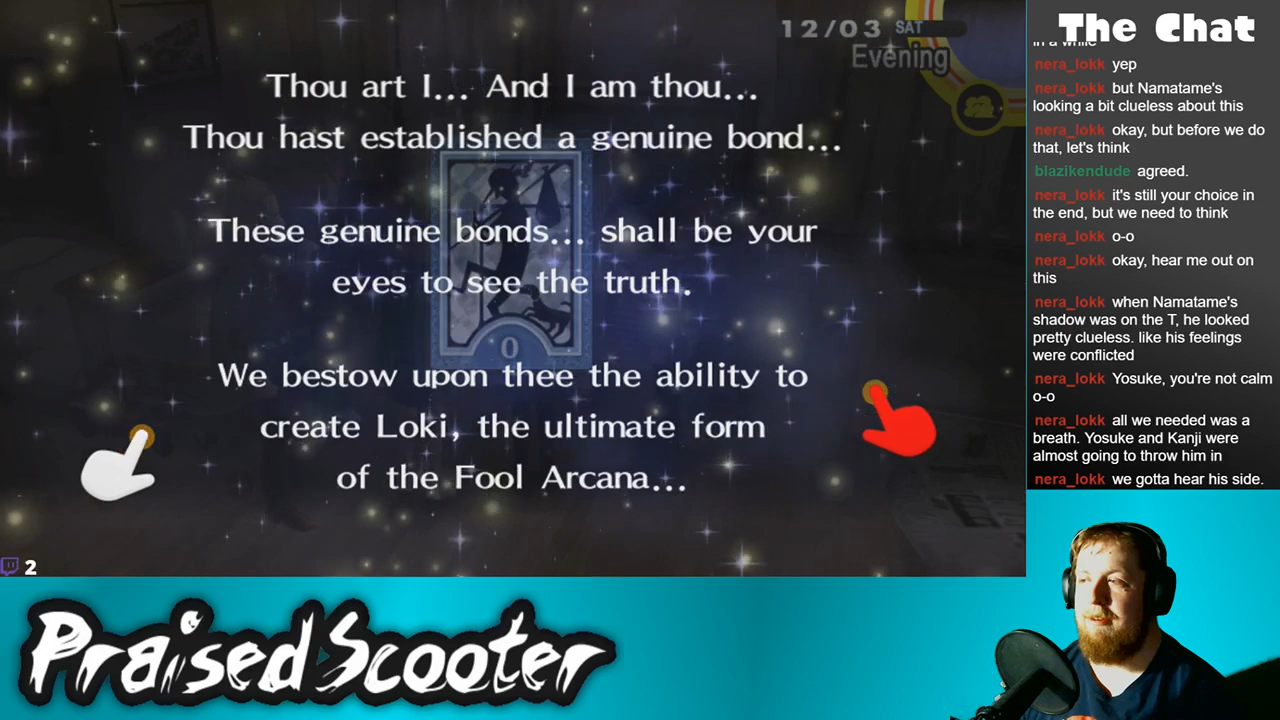 12/03 SAT
Evening
Thou art I... And I am thou...
Thou hast established a genuine bond...
These genuine bonds... shall be your
eyes to see the truth.
0
We bestow upon thee the ability to
create Loki, the ultimate form
of the Fool Arcana...
2
PraisedScooter
The Chat
in a while
nera_lokk yep
nera_lokk but Namatame's
looking a bit clueless about this
nera_lokk okay, but before we do
that, let's think
blazikendude agreed.
nera_lokk it's still your choice in
the end, but we need to think
nera_lokk o-o
nera_lokk okay, hear me out on
this
nera_lokk when Namatame's
shadow was on the T, he looked
pretty clueless. like his feelings
were conflicted
nera_lokk Yosuke, you're not calm
o-o
nera_lokk all we needed was a
breath. Yosuke and Kanji were
almost going to throw him in
nera_lokk we gotta hear his side.